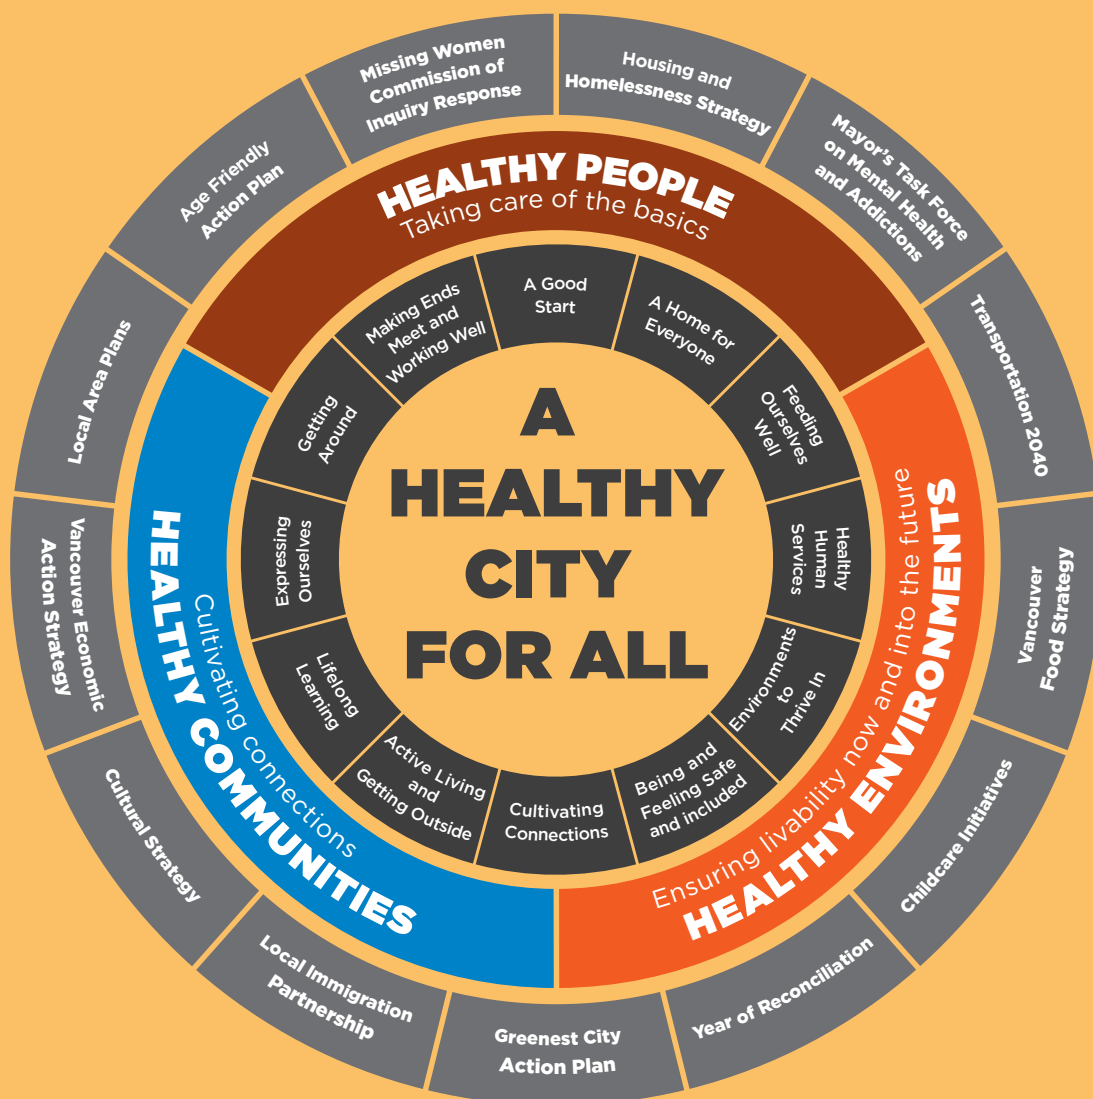 A
HEALTHY
CITY
FOR ALL
A Good
Start
A Home for
Everyone
Feeding
Ourselves
Well
Healthy
Human
Services
Environments
to
Thrive In
Being and
Feeling Safe
and included
Cultivating
Connections
Active Living
and
Getting Outside
Lifelong
Learning
Expressing
Ourselves
Getting
Around
Making Ends
Meet and
Working Well
HEALTHY PEOPLE
Taking care of the basics
Ensuring livability now and into the future
HEALTHY ENVIRONMENTS
Cultivating connections
HEALTHY COMMUNITIES
Missing Women
Commission of
Inquiry Response
Housing and
Homelessness Strategy
Mayor's Task Force
on Mental Health
and Addictions
Transportation 2040
Vancouver
Food Strategy
Childcare Initiatives
Year of Reconciliation
Greenest City
Action Plan
Local Immigration
Partnership
Cultural Strategy
Vancouver Economic
Action Strategy
Local Area Plans
Age Friendly
Action Plan